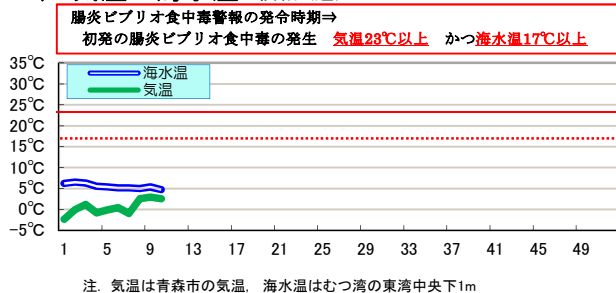 腸炎ビブリオ食中毒警報の発令時期⇒
初発の腸炎ビブリオ食中毒の発生 気温23℃以上 かつ海水温17℃以上
35℃
30℃
25℃
20℃
15℃
10℃
5℃
0℃
-5℃
海水温
気温
1 5 9 13 17 21 25 29 33 37 41 45 49
注. 気温は青森市の気温, 海水温はむつ湾の東湾中央下1m